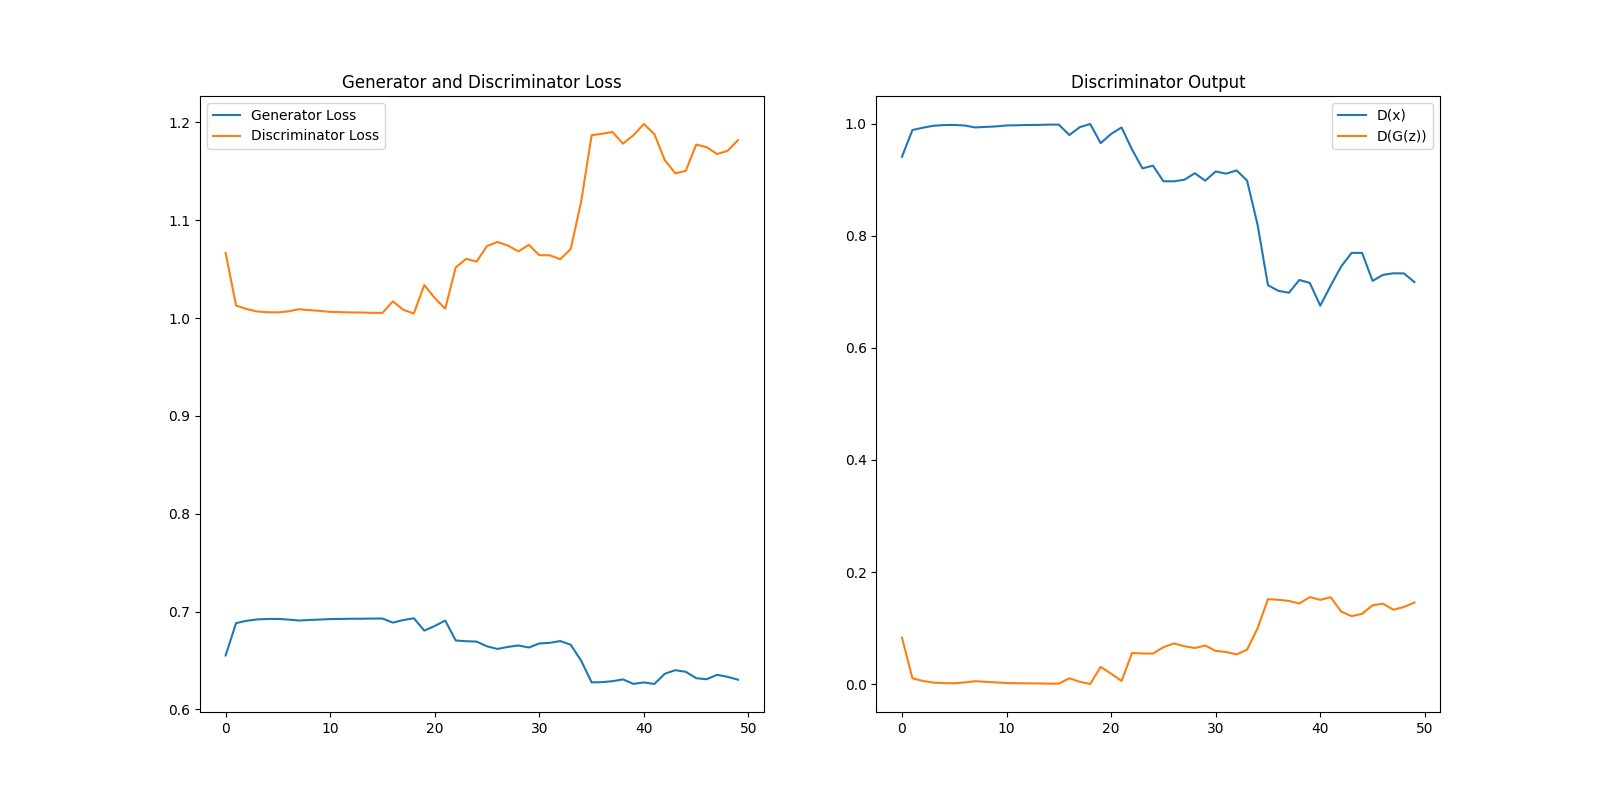 Generator and Discriminator Loss
Generator Loss
Discriminator Loss
1.2
1.1
1.0
0.9
0.8
0.7
0.6
0 10 20 30 40 50
Discriminator Output
D(x)
D(G(z))
1.0
0.8
0.6
0.4
0.2
0.0
0 10 20 30 40 50